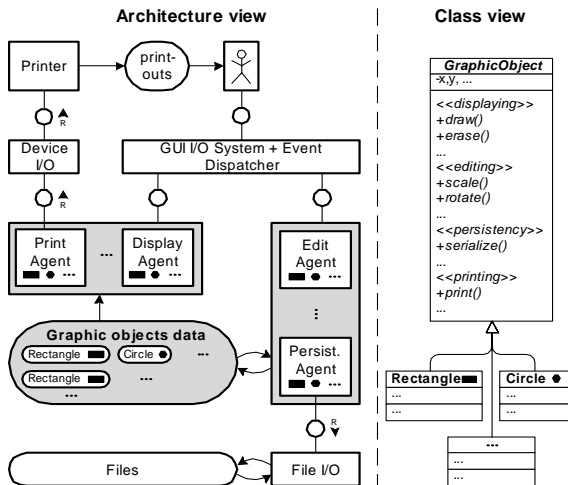 Architecture view
Printer
print-
outs
R
Device
I/O
GUI I/O System + Event
Dispatcher
R
Print
Agent
...
Display
Agent
...
...
Edit
Agent
...
...
Graphic objects data
Rectangle
Circle
...
Rectangle
...
...
Persist.
Agent
...
R
Files
File I/O
Class view
GraphicObject
-x,y, ...
<<displaying>>
+draw()
+erase()
...
<<editing>>
+scale()
+rotate()
...
<<persistency>>
+serialize()
...
<<printing>>
+print()
...
Rectangle
...
...
Circle
...
...
...
...
...